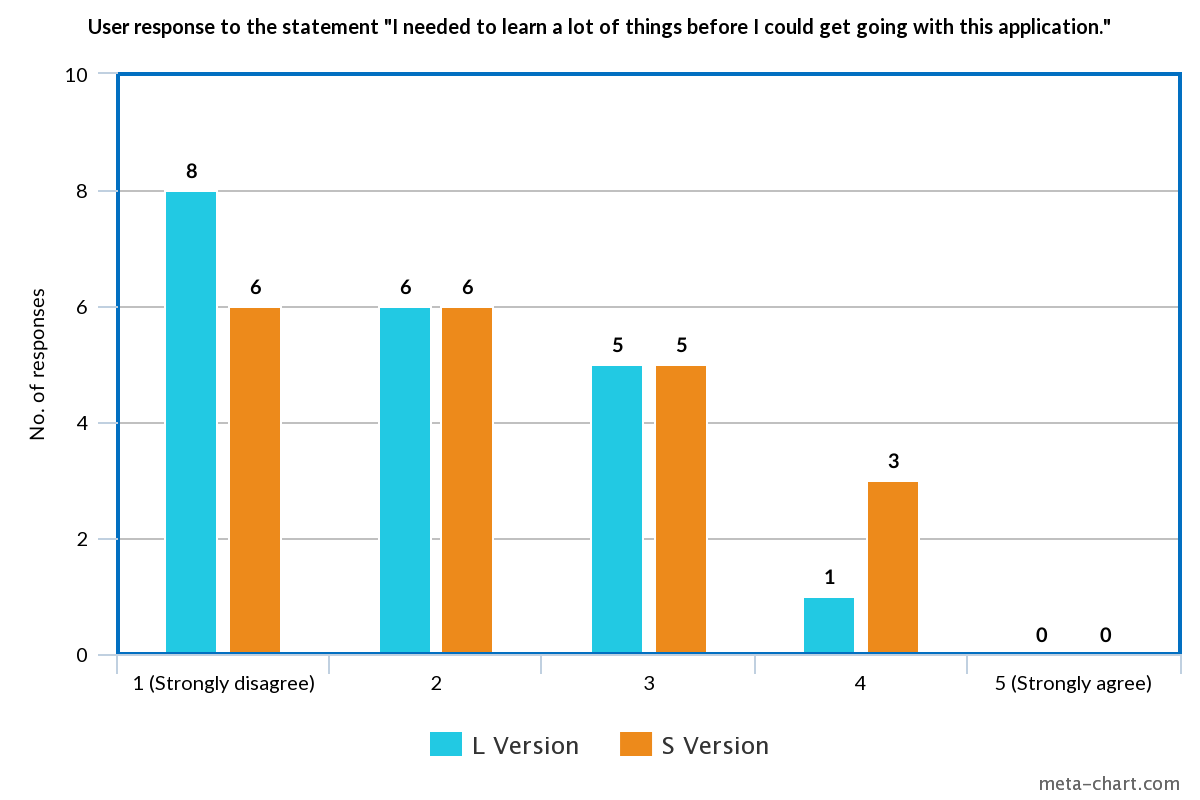 User response to the statement "I needed to learn a lot of things before I could get going with this application."
10
8
6
4
2
0
No. of responses
8
6
6
6
5
5
1
3
0
0
1 (Strongly disagree)
2
3
4
5 (Strongly agree)
L Version
S Version
meta-chart.com